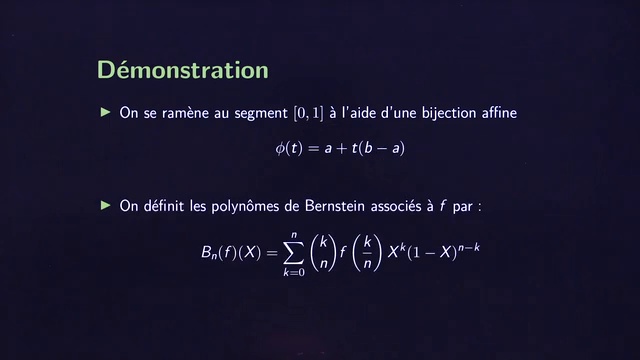 Démonstration
▶ On se ramène au segment [0, 1] à l'aide d'une bijection affine
ϕ(t) = a + t(b − a)
▶ On définit les polynômes de Bernstein associés à f par :
B_n(f)(X) = \sum_{k=0}^{n} \binom{k}{n} f\left(\frac{k}{n}\right) X^k (1 − X)^{n−k}